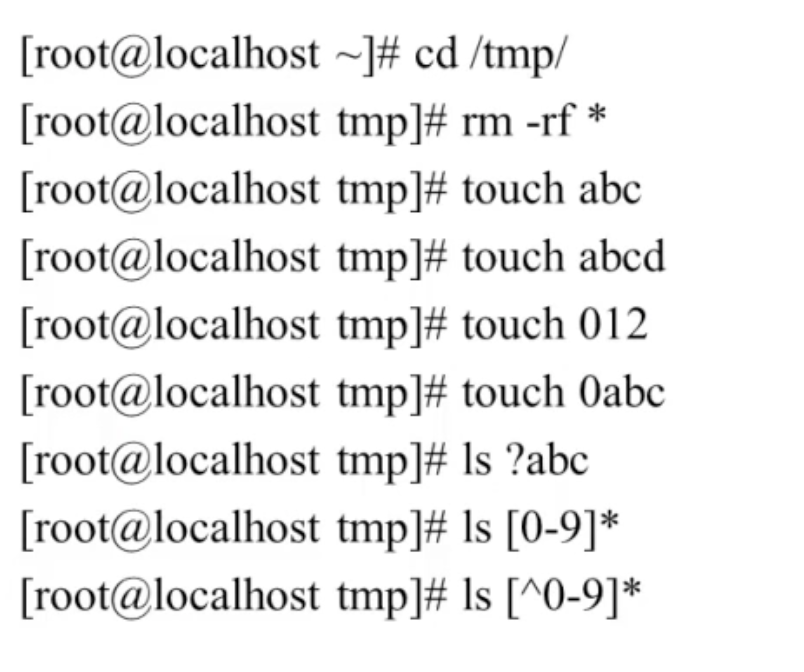 [root@localhost ~]# cd /tmp/
[root@localhost tmp]# rm -rf *
[root@localhost tmp]# touch abc
[root@localhost tmp]# touch abcd
[root@localhost tmp]# touch 012
[root@localhost tmp]# touch 0abc
[root@localhost tmp]# ls ?abc
[root@localhost tmp]# ls [0-9]*
[root@localhost tmp]# ls [^0-9]*